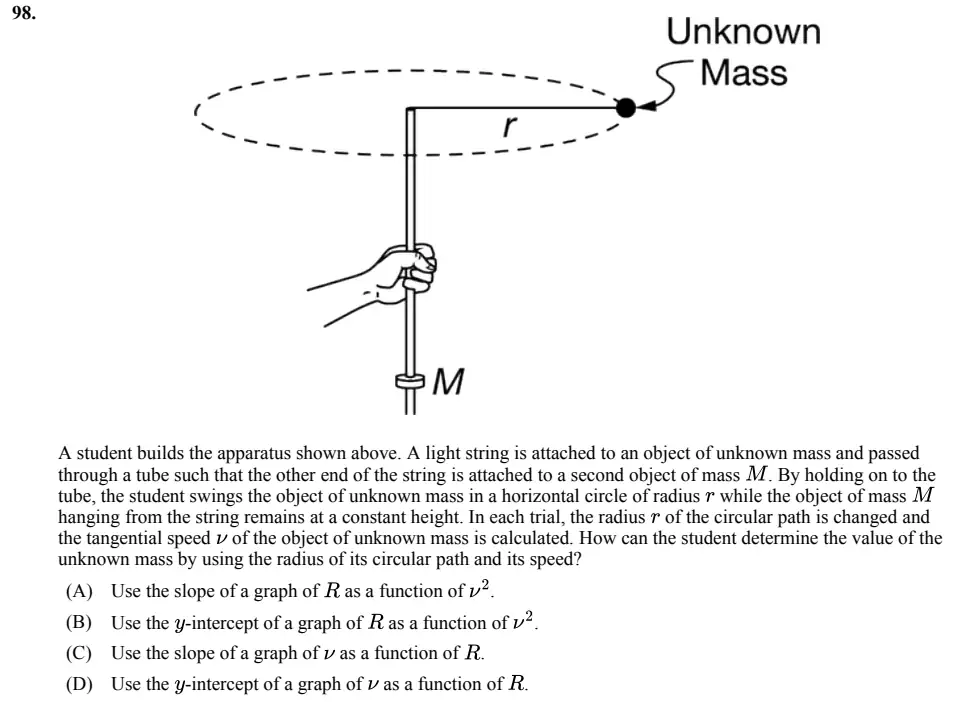 98.
Unknown
Mass
r
M
A student builds the apparatus shown above. A light string is attached to an object of unknown mass and passed
through a tube such that the other end of the string is attached to a second object of mass M. By holding on to the
tube, the student swings the object of unknown mass in a horizontal circle of radius r while the object of mass M
hanging from the string remains at a constant height. In each trial, the radius r of the circular path is changed and
the tangential speed ν of the object of unknown mass is calculated. How can the student determine the value of the
unknown mass by using the radius of its circular path and its speed?
(A) Use the slope of a graph of R as a function of ν².
(B) Use the y-intercept of a graph of R as a function of ν².
(C) Use the slope of a graph of ν as a function of R.
(D) Use the y-intercept of a graph of ν as a function of R.